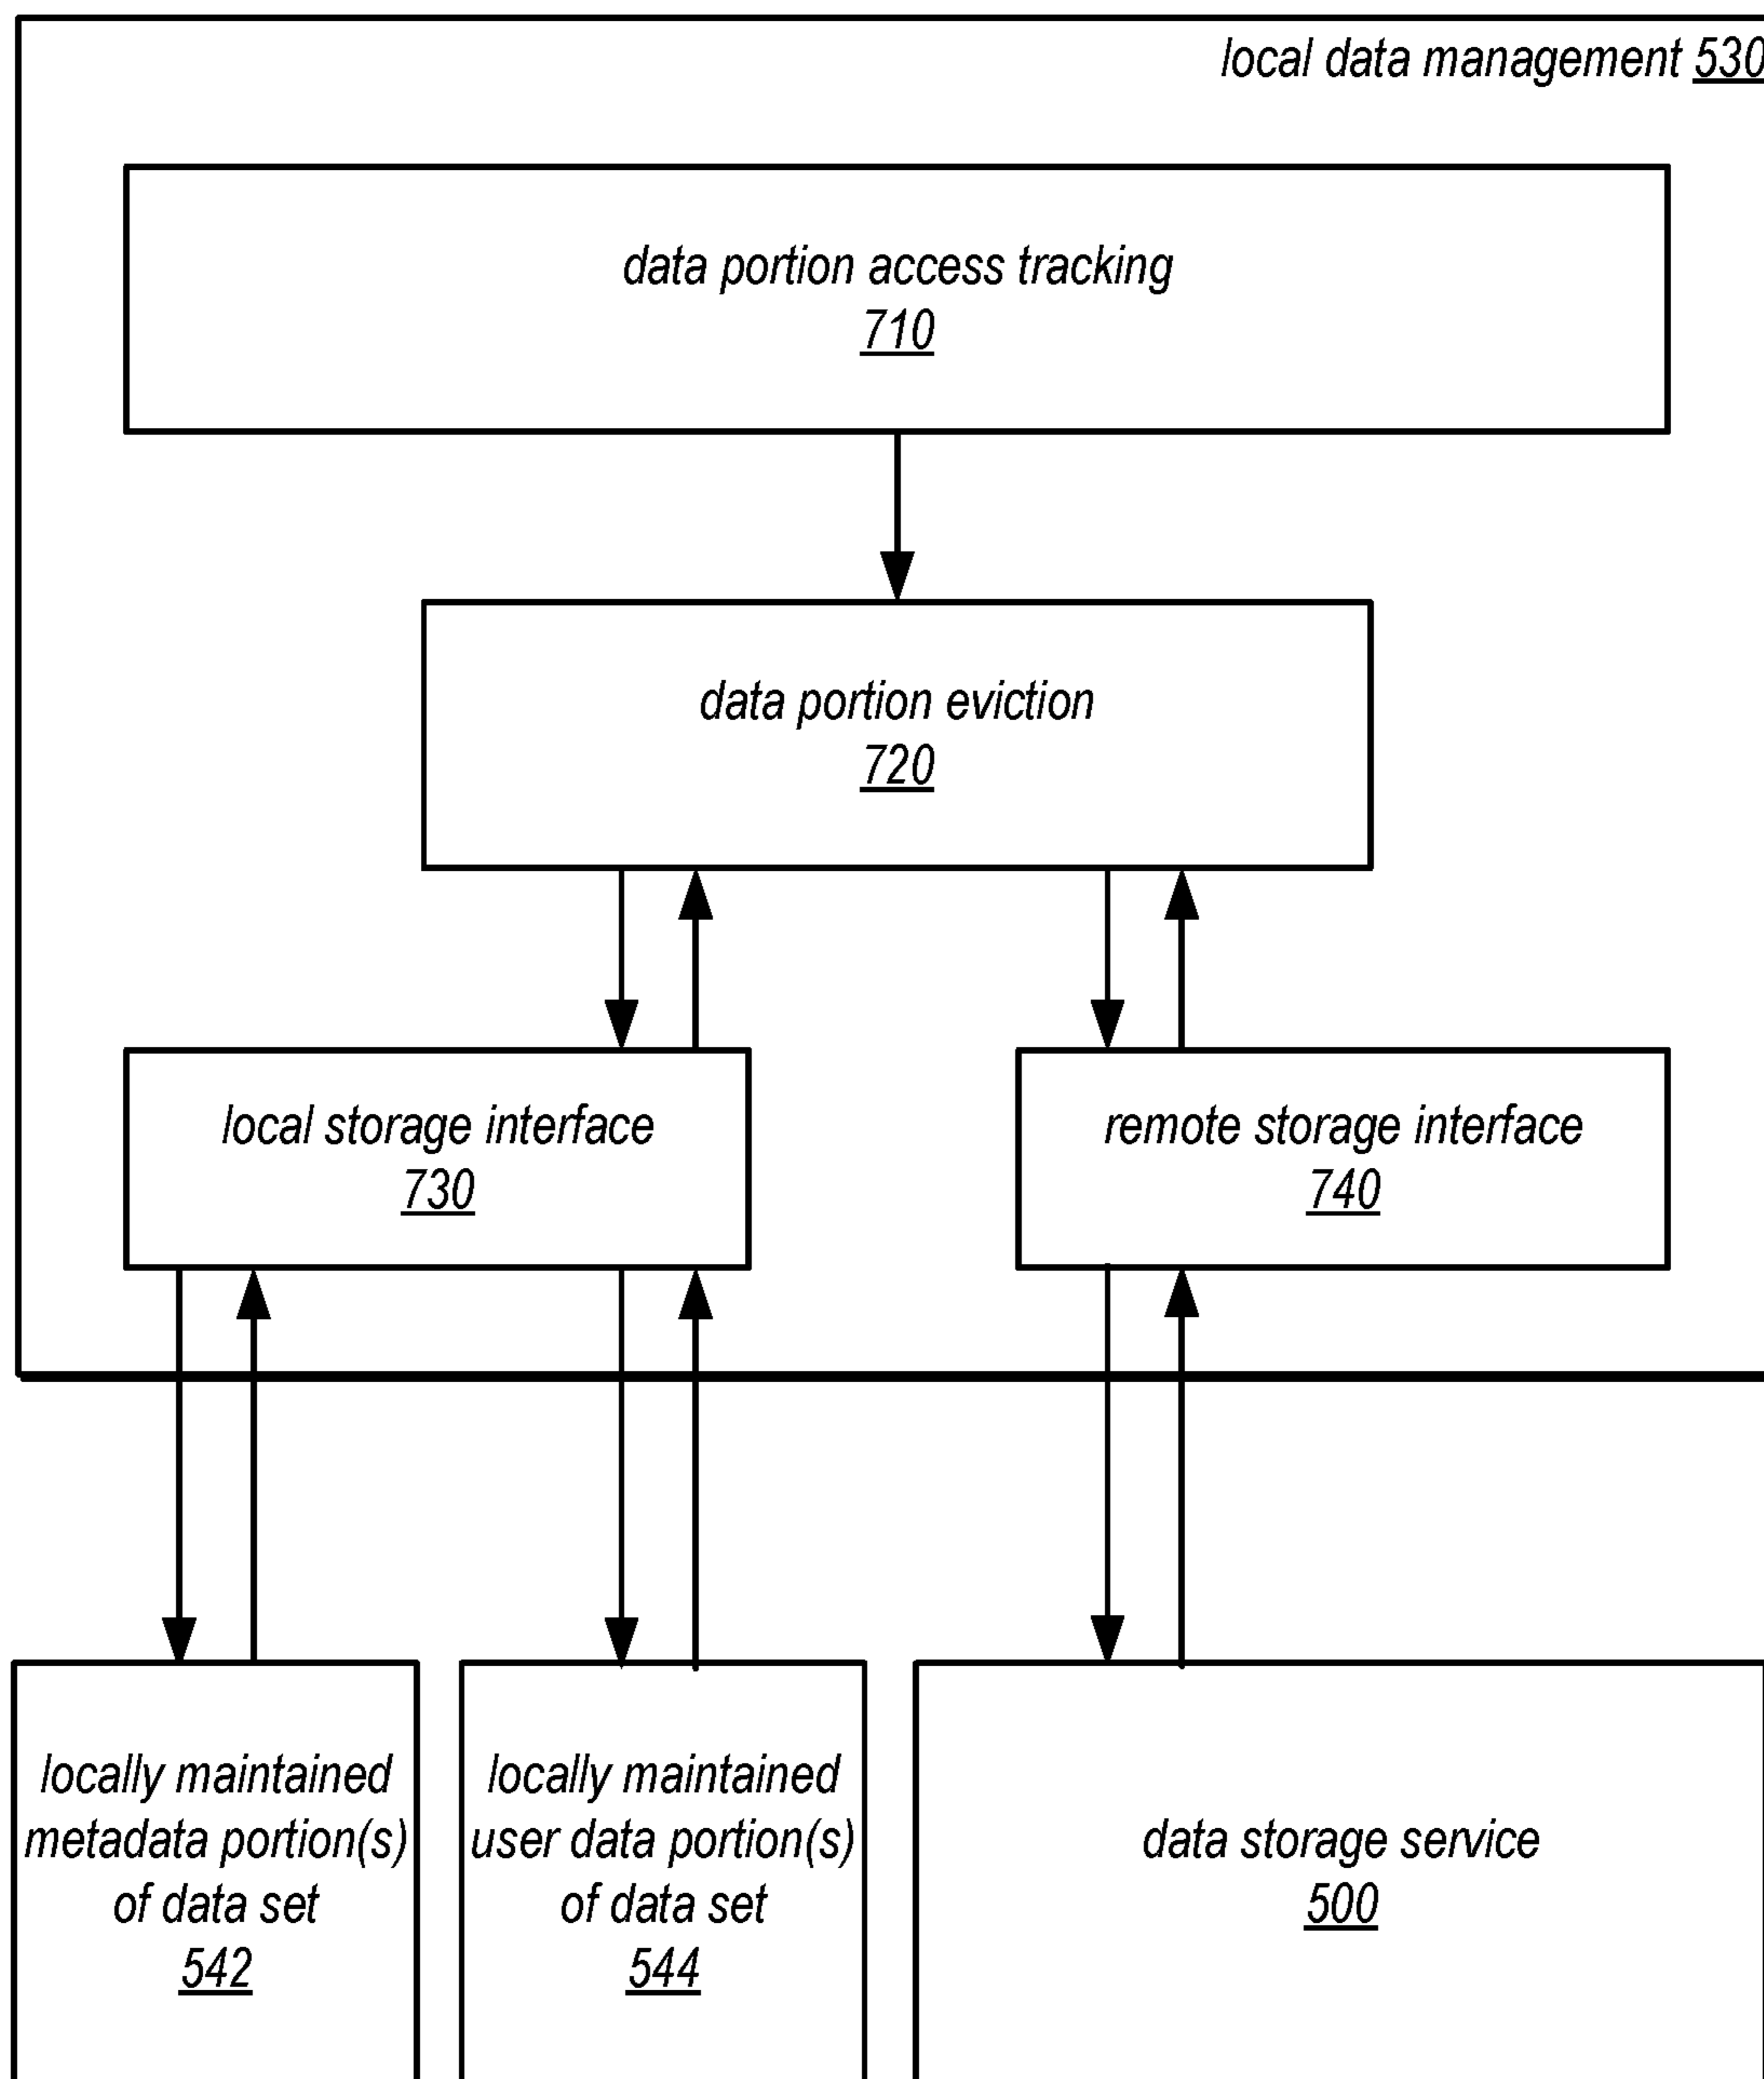 local data management 530
data portion access tracking
710
data portion eviction
720
local storage interface
730
remote storage interface
740
locally maintained
metadata portion(s)
of data set
542
locally maintained
user data portion(s)
of data set
544
data storage service
500